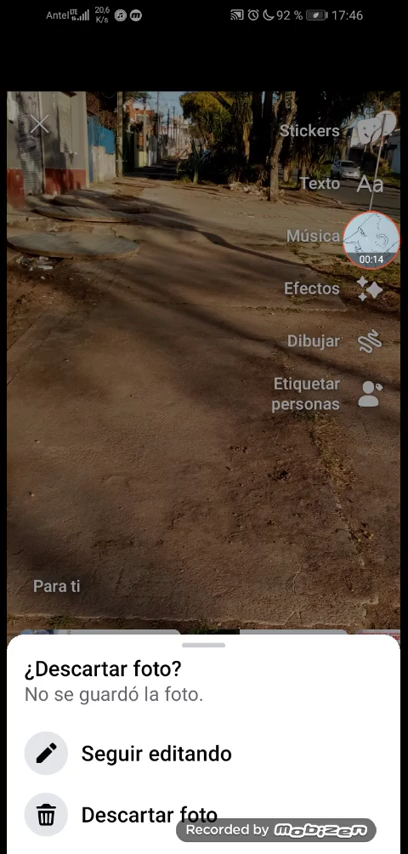 Antel LTE 20,6 K/s 92 % 17:46
Stickers
Texto Aa
Música
00:14
Efectos
Dibujar
Etiquetar
personas
Para ti
¿Descartar foto?
No se guardó la foto.
Seguir editando
Descartar foto
Recorded by mobizen